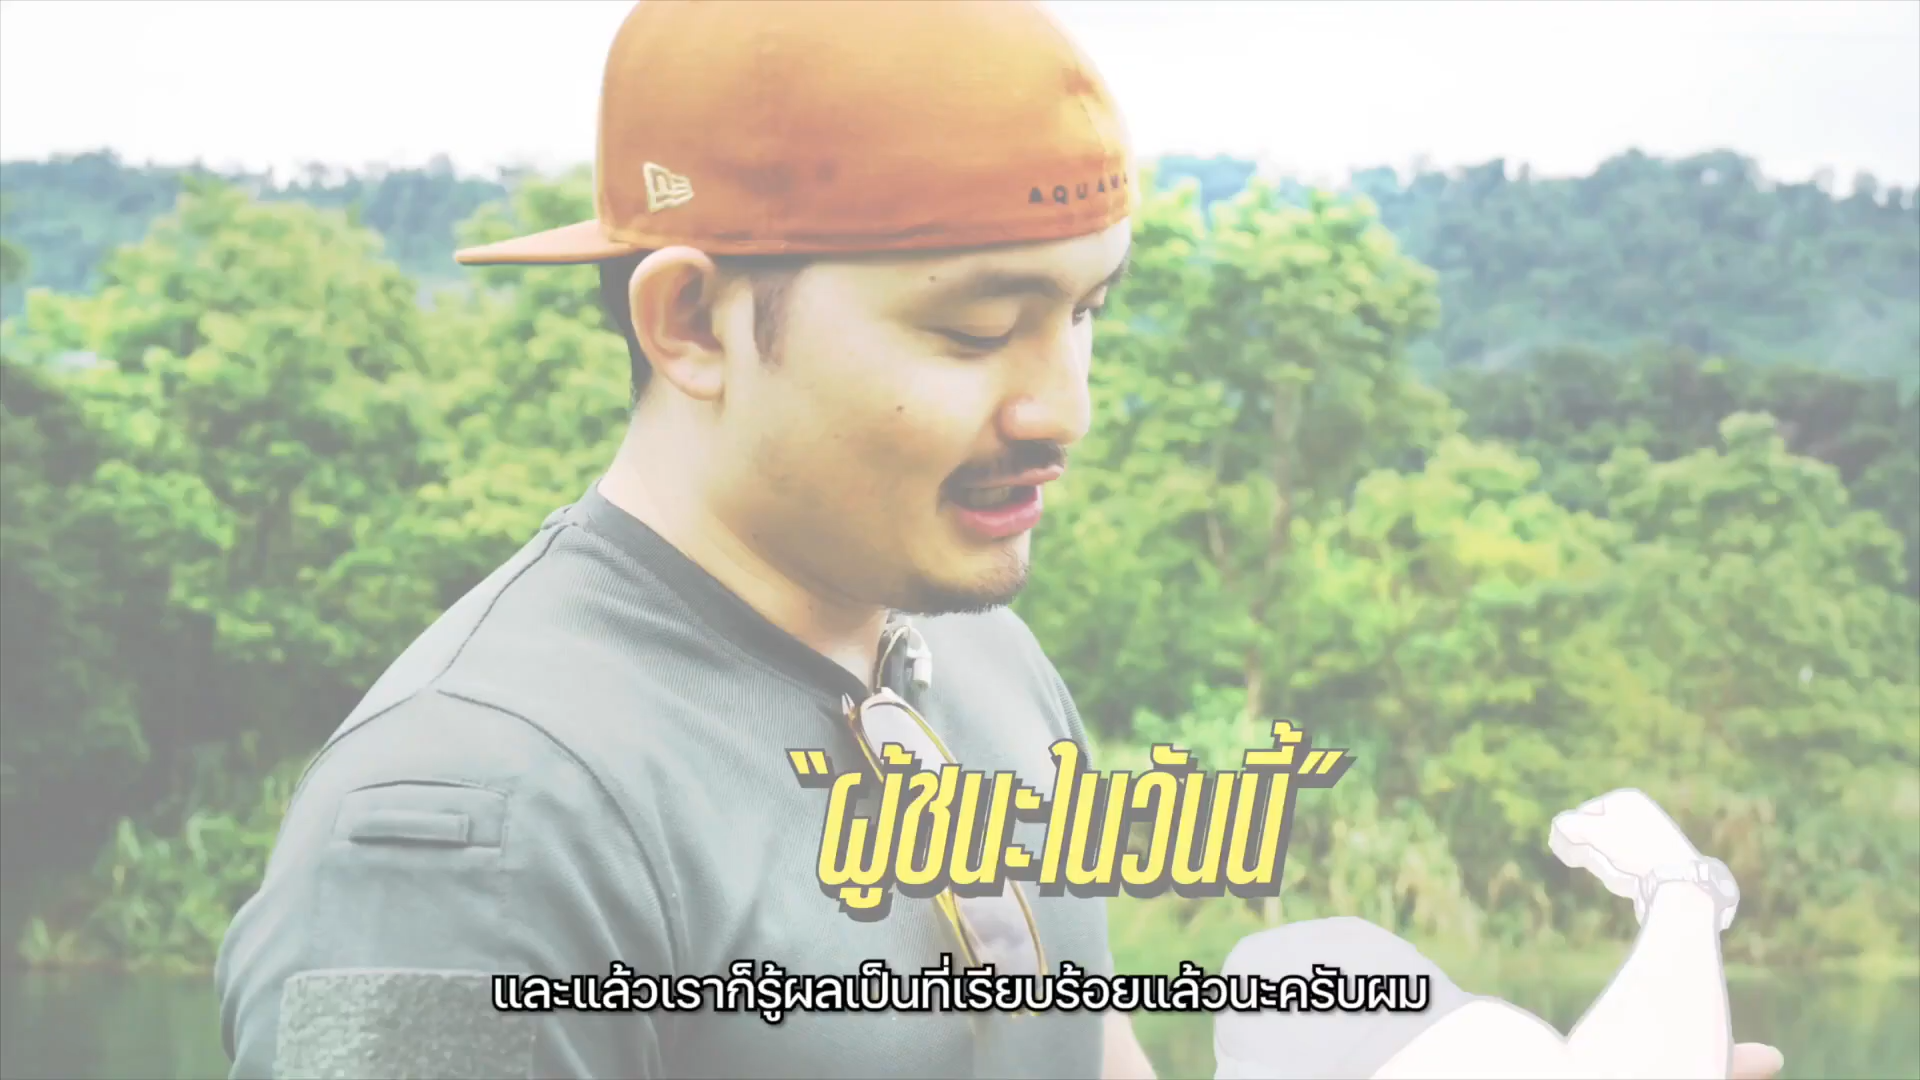 AQUAMA
“ผู้ชนะในวันนี้”
และแล้วเราก็รู้ผลเป็นที่เรียบร้อยแล้วนะครับผม